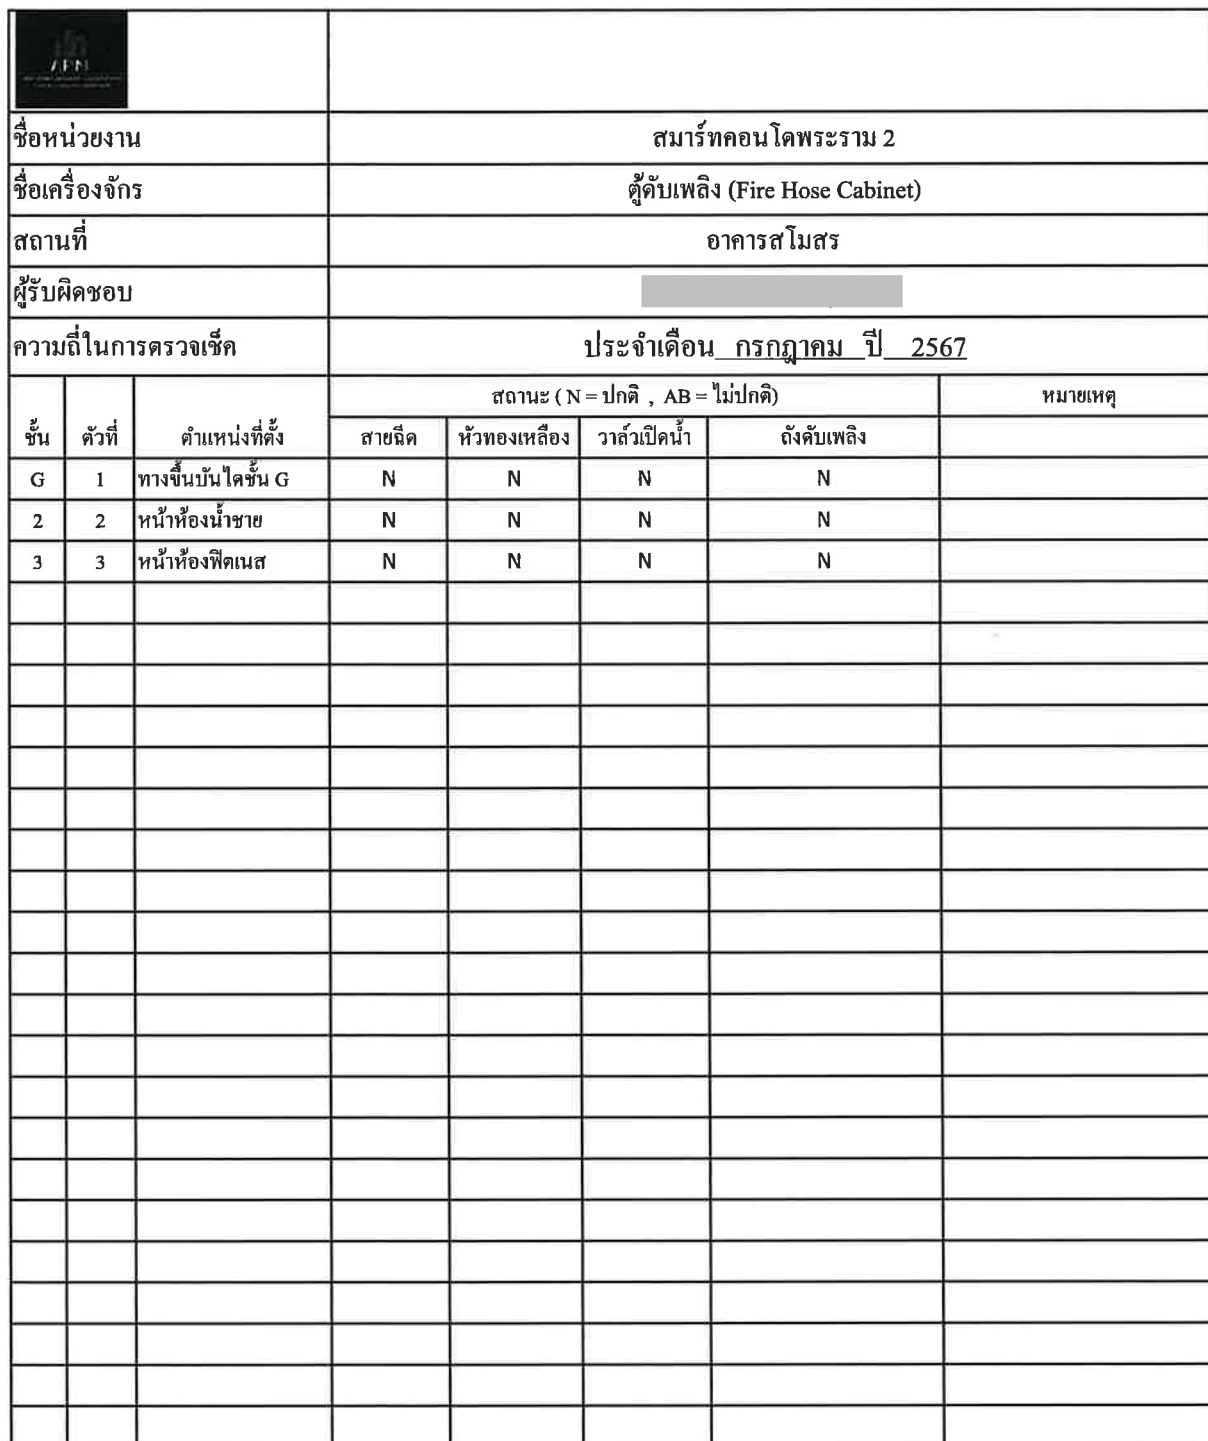 APM
ชื่อหน่วยงาน สมาร์ทคอนโดพระราม 2
ชื่อเครื่องจักร ตู้ดับเพลิง (Fire Hose Cabinet)
สถานที่ อาคารสโมสร
ผู้รับผิดชอบ
ความถี่ในการตรวจเช็ค ประจำเดือน กรกฎาคม ปี 2567
สถานะ ( N = ปกติ , AB = ไม่ปกติ) หมายเหตุ
ชั้น ตัวที่ ตำแหน่งที่ตั้ง สายฉีด หัวทองเหลือง วาล์วเปิดน้ำ ถังดับเพลิง
G 1 ทางขึ้นบันไดชั้น G N N N N
2 2 หน้าห้องน้ำชาย N N N N
3 3 หน้าห้องฟิตเนส N N N N